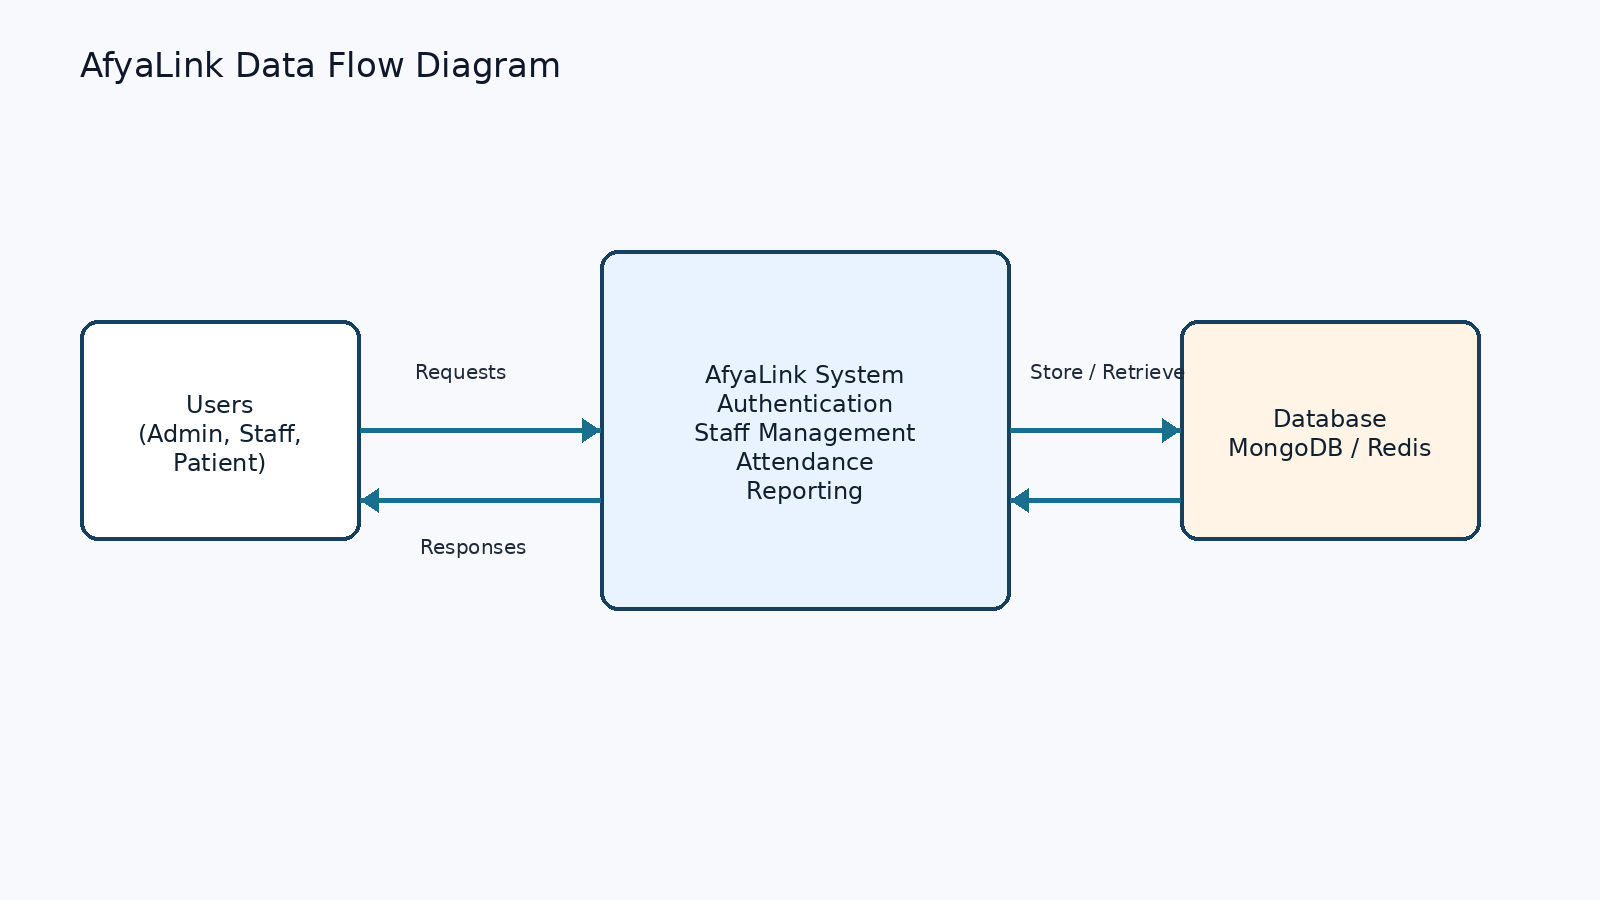 AfyaLink Data Flow Diagram
Users
(Admin, Staff,
Patient)
Requests
Responses
AfyaLink System
Authentication
Staff Management
Attendance
Reporting
Store / Retrieve
Database
MongoDB / Redis